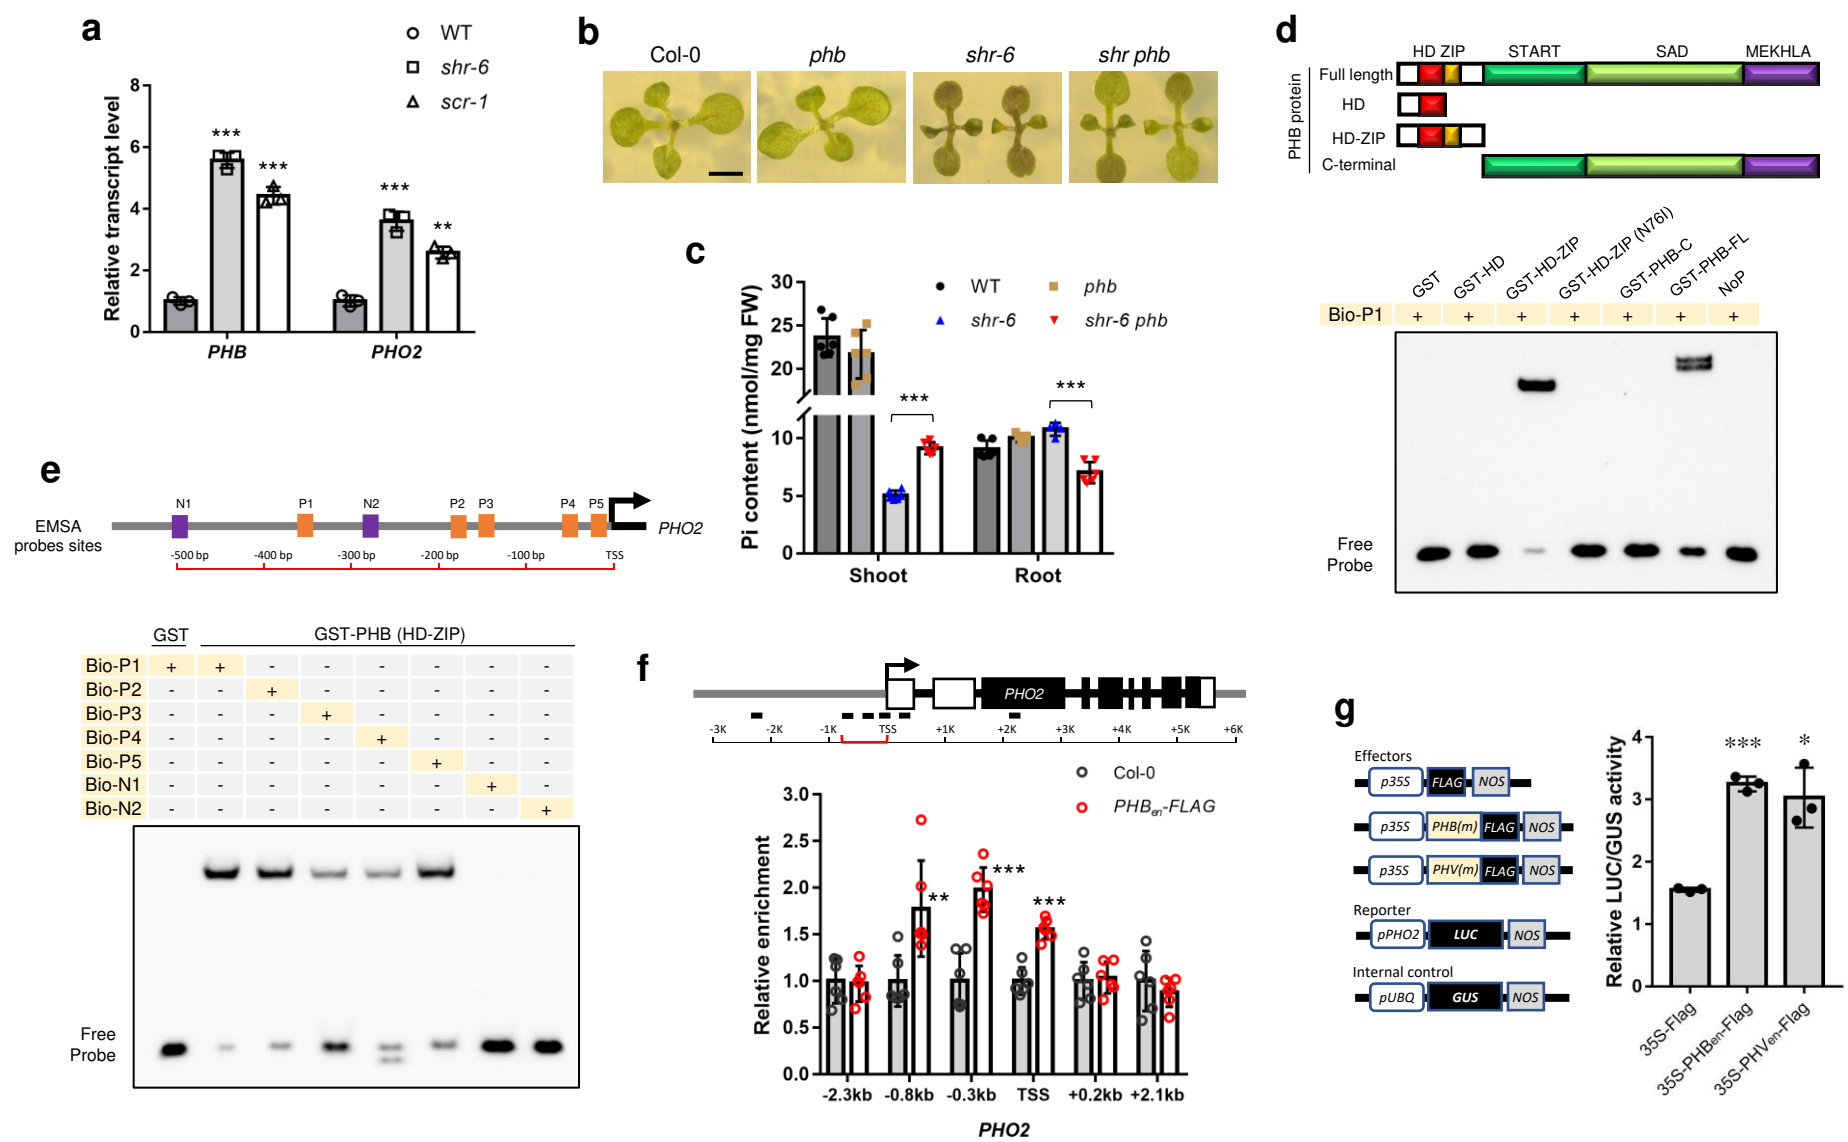 a
WT
shr-6
scr-1
Relative transcript level
8
6
4
2
0
***
***
***
**
PHB
PHO2
b
Col-0
phb
shr-6
shr phb
c
Pi content (nmol/mg FW)
30
25
20
10
5
0
WT
phb
shr-6
shr-6 phb
***
***
Shoot
Root
d
PHB protein
HD ZIP
START
SAD
MEKHLA
Full length
HD
HD-ZIP
C-terminal
GST
GST-HD
GST-HD-ZIP
GST-HD-ZIP (N76I)
GST-PHB-C
GST-PHB-FL
NoP
Bio-P1 + + + + + + +
Free
Probe
e
EMSA
probes sites
N1 P1 N2 P2 P3 P4 P5
PHO2
-500 bp -400 bp -300 bp -200 bp -100 bp TSS
GST GST-PHB (HD-ZIP)
Bio-P1 + + - - - - - -
Bio-P2 - - + - - - - -
Bio-P3 - - - + - - - -
Bio-P4 - - - - + - - -
Bio-P5 - - - - - + - -
Bio-N1 - - - - - - + -
Bio-N2 - - - - - - - +
Free
Probe
f
PHO2
-3K -2K -1K TSS +1K +2K +3K +4K +5K +6K
Col-0
PHBen-FLAG
Relative enrichment
3.0
2.5
2.0
1.5
1.0
0.5
0.0
**
***
***
-2.3kb -0.8kb -0.3kb TSS +0.2kb +2.1kb
PHO2
g
Effectors
p35S FLAG NOS
p35S PHB(m) FLAG NOS
p35S PHV(m) FLAG NOS
Reporter
pPHO2 LUC NOS
Internal control
pUBQ GUS NOS
Relative LUC/GUS activity
4
3
2
1
0
***
*
35S-Flag
35S-PHBen-Flag
35S-PHVen-Flag